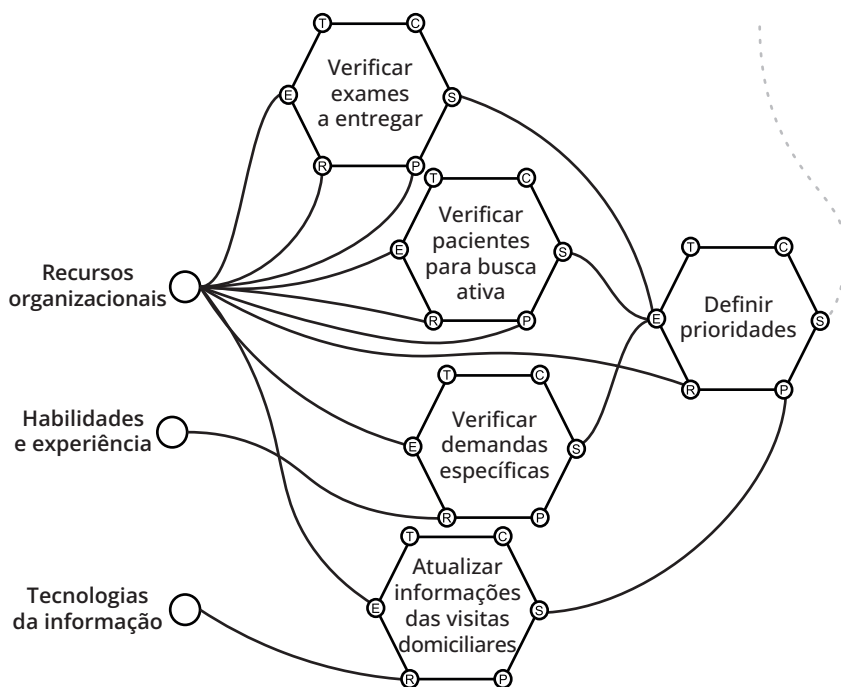 T C
Verificar
exames
a entregar
E S
R P
T C
Verificar
pacientes
para busca
ativa
E S
R P
Recursos
organizacionais
T C
Definir
prioridades
E S
R P
T C
Verificar
demandas
específicas
E S
R P
Habilidades
e experiência
T C
Atualizar
informações
das visitas
domiciliares
E S
R P
Tecnologias
da informação